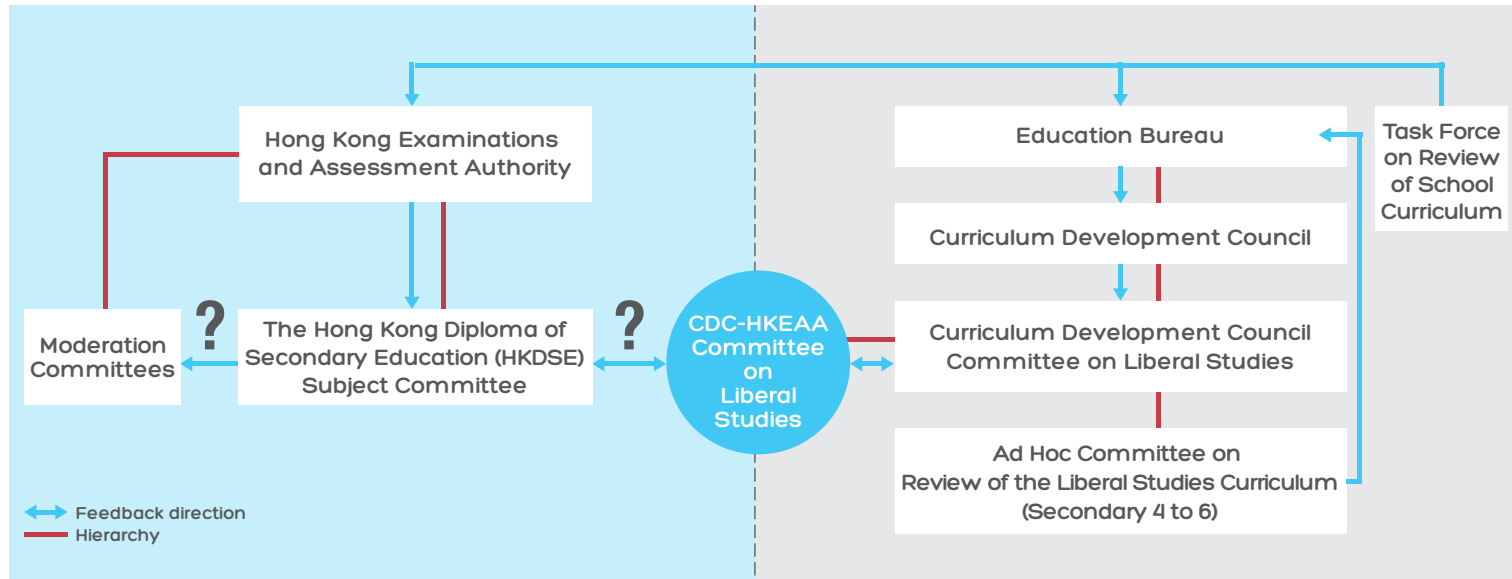 Hong Kong Examinations
and Assessment Authority
Education Bureau
Task Force
on Review
of School
Curriculum
Curriculum Development Council
Moderation
Committees
?
The Hong Kong Diploma of
Secondary Education (HKDSE)
Subject Committee
?
CDC-HKEAA
Committee
on
Liberal
Studies
Curriculum Development Council
Committee on Liberal Studies
Ad Hoc Committee on
Review of the Liberal Studies Curriculum
(Secondary 4 to 6)
Feedback direction
Hierarchy